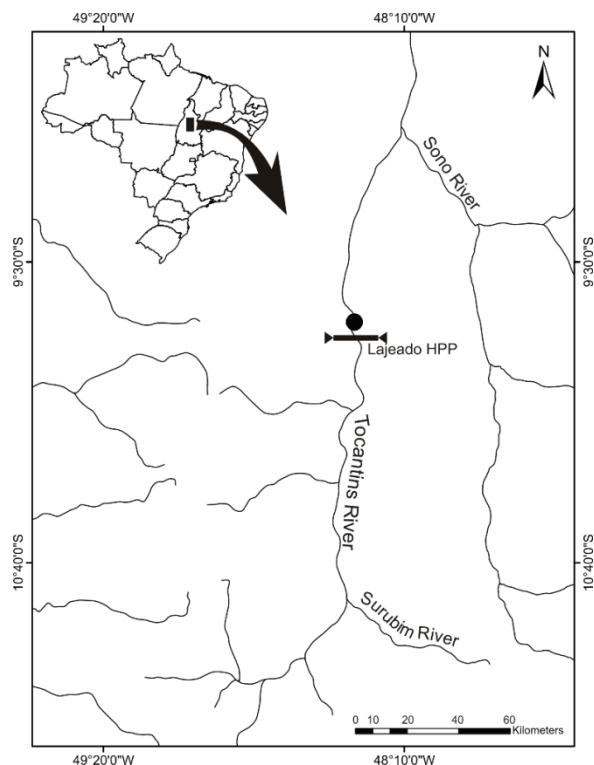 49°20'0"W 48°10'0"W
N
Sono River
9°30'0"S 9°30'0"S
Lajeado HPP
Tocantins River
10°40'0"S 10°40'0"S
Surubim River
0 10 20 40 60
Kilometers
49°20'0"W 48°10'0"W